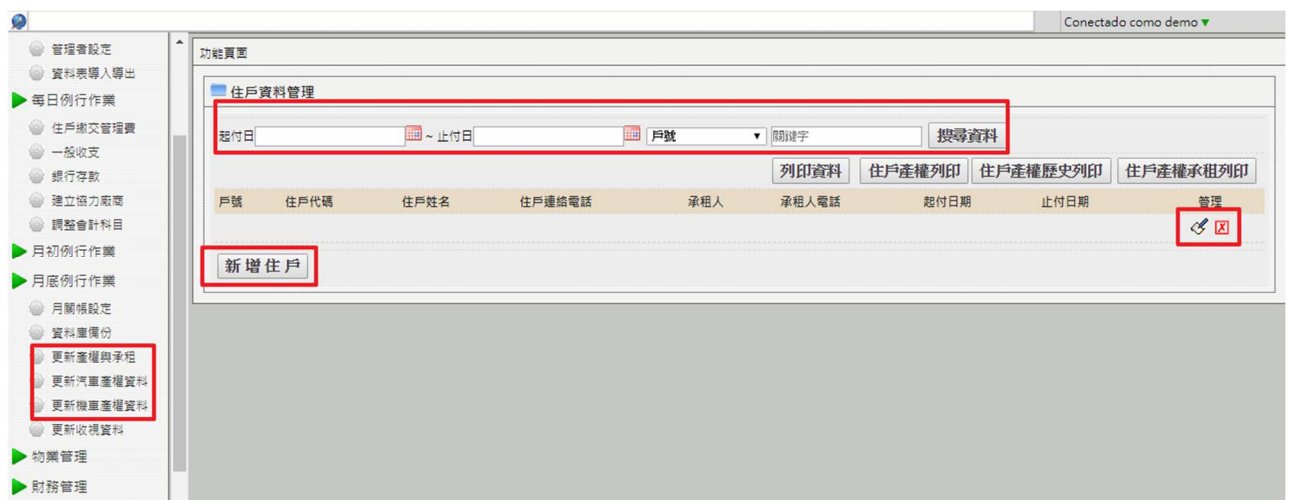 Conectado como demo ▼
管理者設定
資料表導入導出
每日例行作業
住戶繳交管理費
一般收支
銀行存款
建立協力廠商
調整會計科目
月初例行作業
月底例行作業
月關帳設定
資料庫備份
更新產權與承租
更新汽車產權資料
更新機車產權資料
更新收視資料
物業管理
財務管理
功能頁面
住戶資料管理
起付日 ~ 止付日 戶號 ▼ 關鍵字 搜尋資料
列印資料 住戶產權列印 住戶產權歷史列印 住戶產權承租列印
戶號 住戶代碼 住戶姓名 住戶連絡電話 承租人 承租人電話 起付日期 止付日期 管理
新增住戶